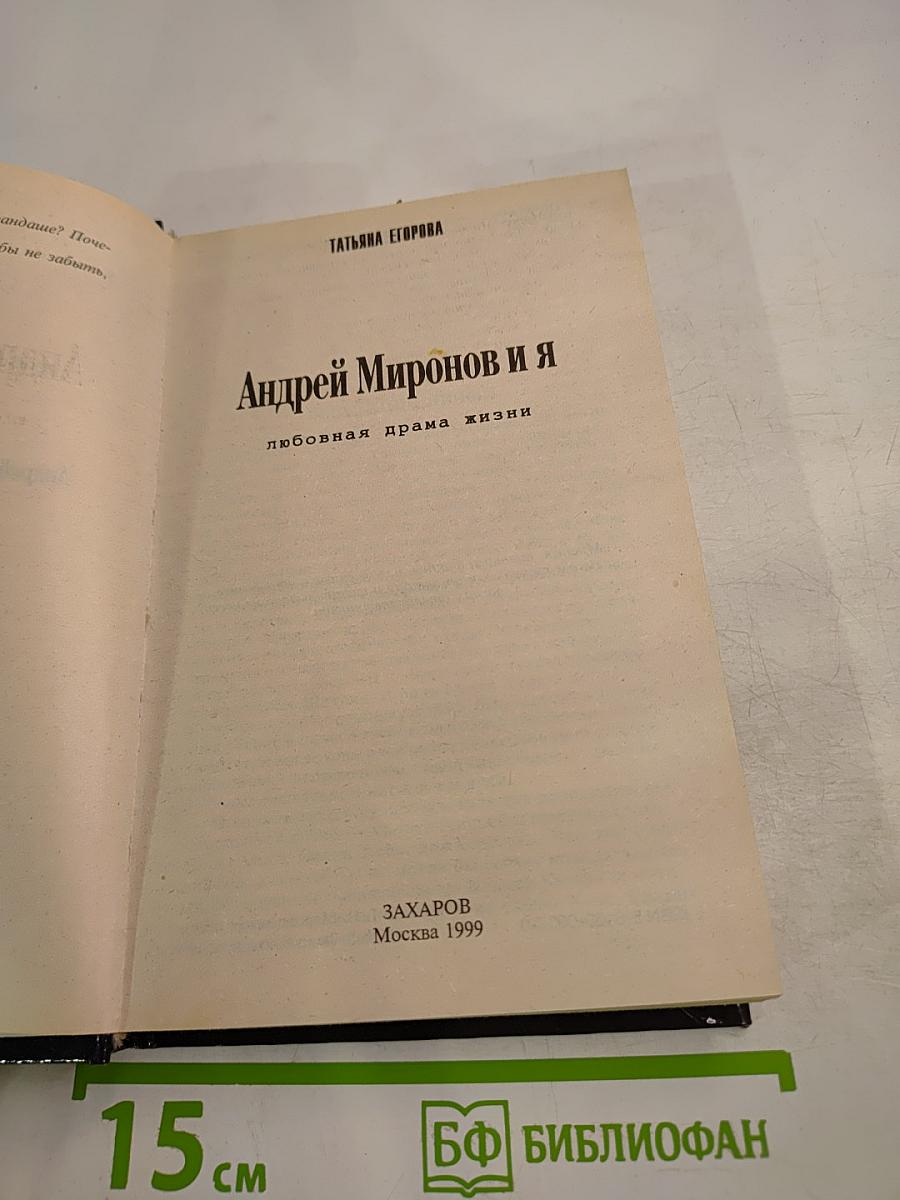 андаше? Поче-
бы не забыть,
ТАТЬЯНА ЕГОРОВА
Андрей Миронов и я
любовная драма жизни
ЗАХАРОВ
Москва 1999
15 см
БФ БИБЛИОФАН